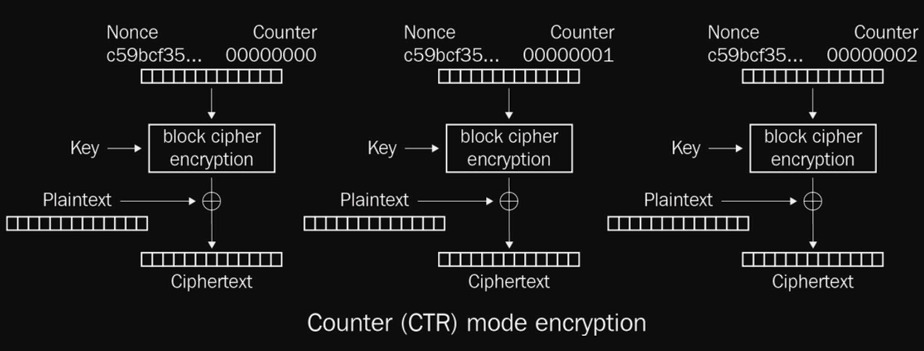 Nonce Counter
c59bcf35... 00000000
Key
block cipher
encryption
Plaintext
Ciphertext
Nonce Counter
c59bcf35... 00000001
Key
block cipher
encryption
Plaintext
Ciphertext
Nonce Counter
c59bcf35... 00000002
Key
block cipher
encryption
Plaintext
Ciphertext
Counter (CTR) mode encryption